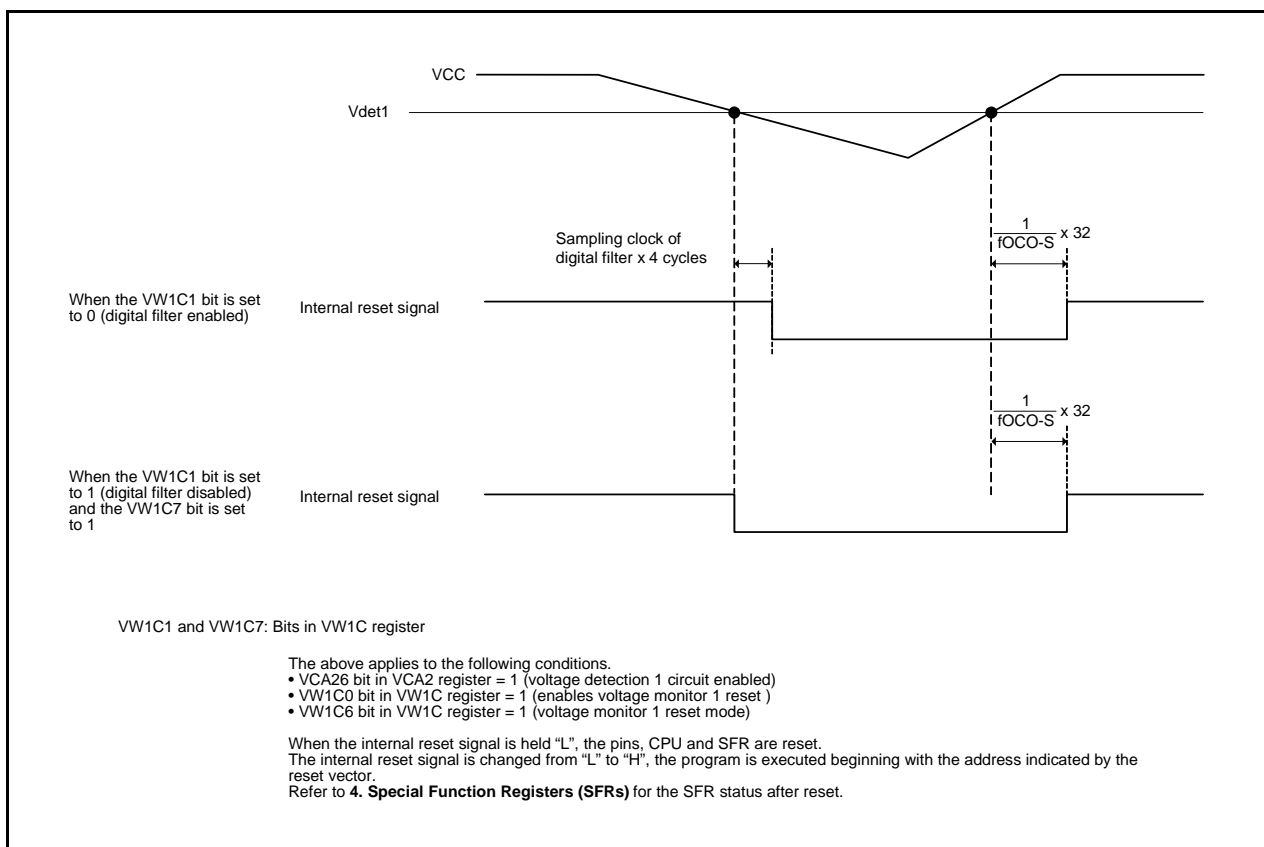 VCC
Vdet1
Sampling clock of
digital filter x 4 cycles
1
fOCO-S x 32
When the VW1C1 bit is set
to 0 (digital filter enabled)
Internal reset signal
1
fOCO-S x 32
When the VW1C1 bit is set
to 1 (digital filter disabled)
and the VW1C7 bit is set
to 1
Internal reset signal
VW1C1 and VW1C7: Bits in VW1C register
The above applies to the following conditions.
• VCA26 bit in VCA2 register = 1 (voltage detection 1 circuit enabled)
• VW1C0 bit in VW1C register = 1 (enables voltage monitor 1 reset )
• VW1C6 bit in VW1C register = 1 (voltage monitor 1 reset mode)
When the internal reset signal is held “L”, the pins, CPU and SFR are reset.
The internal reset signal is changed from “L” to “H”, the program is executed beginning with the address indicated by the
reset vector.
Refer to 4. Special Function Registers (SFRs) for the SFR status after reset.